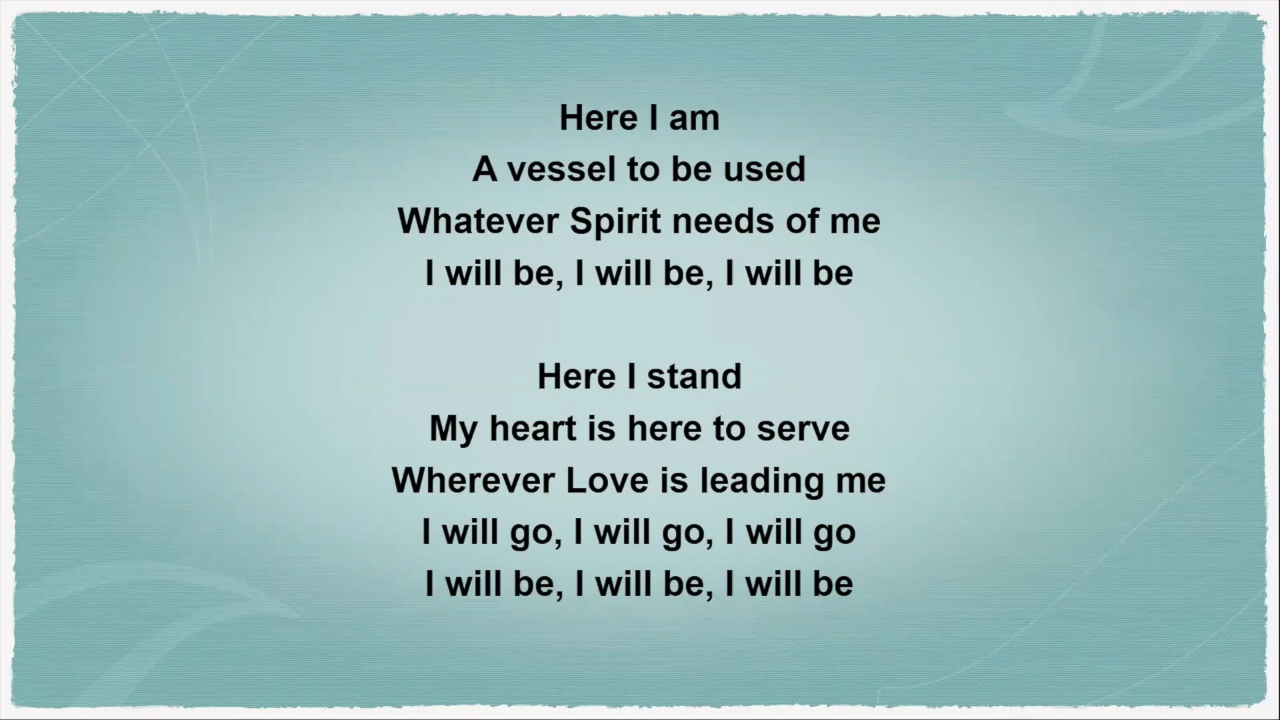 Here I am
A vessel to be used
Whatever Spirit needs of me
I will be, I will be, I will be
Here I stand
My heart is here to serve
Wherever Love is leading me
I will go, I will go, I will go
I will be, I will be, I will be